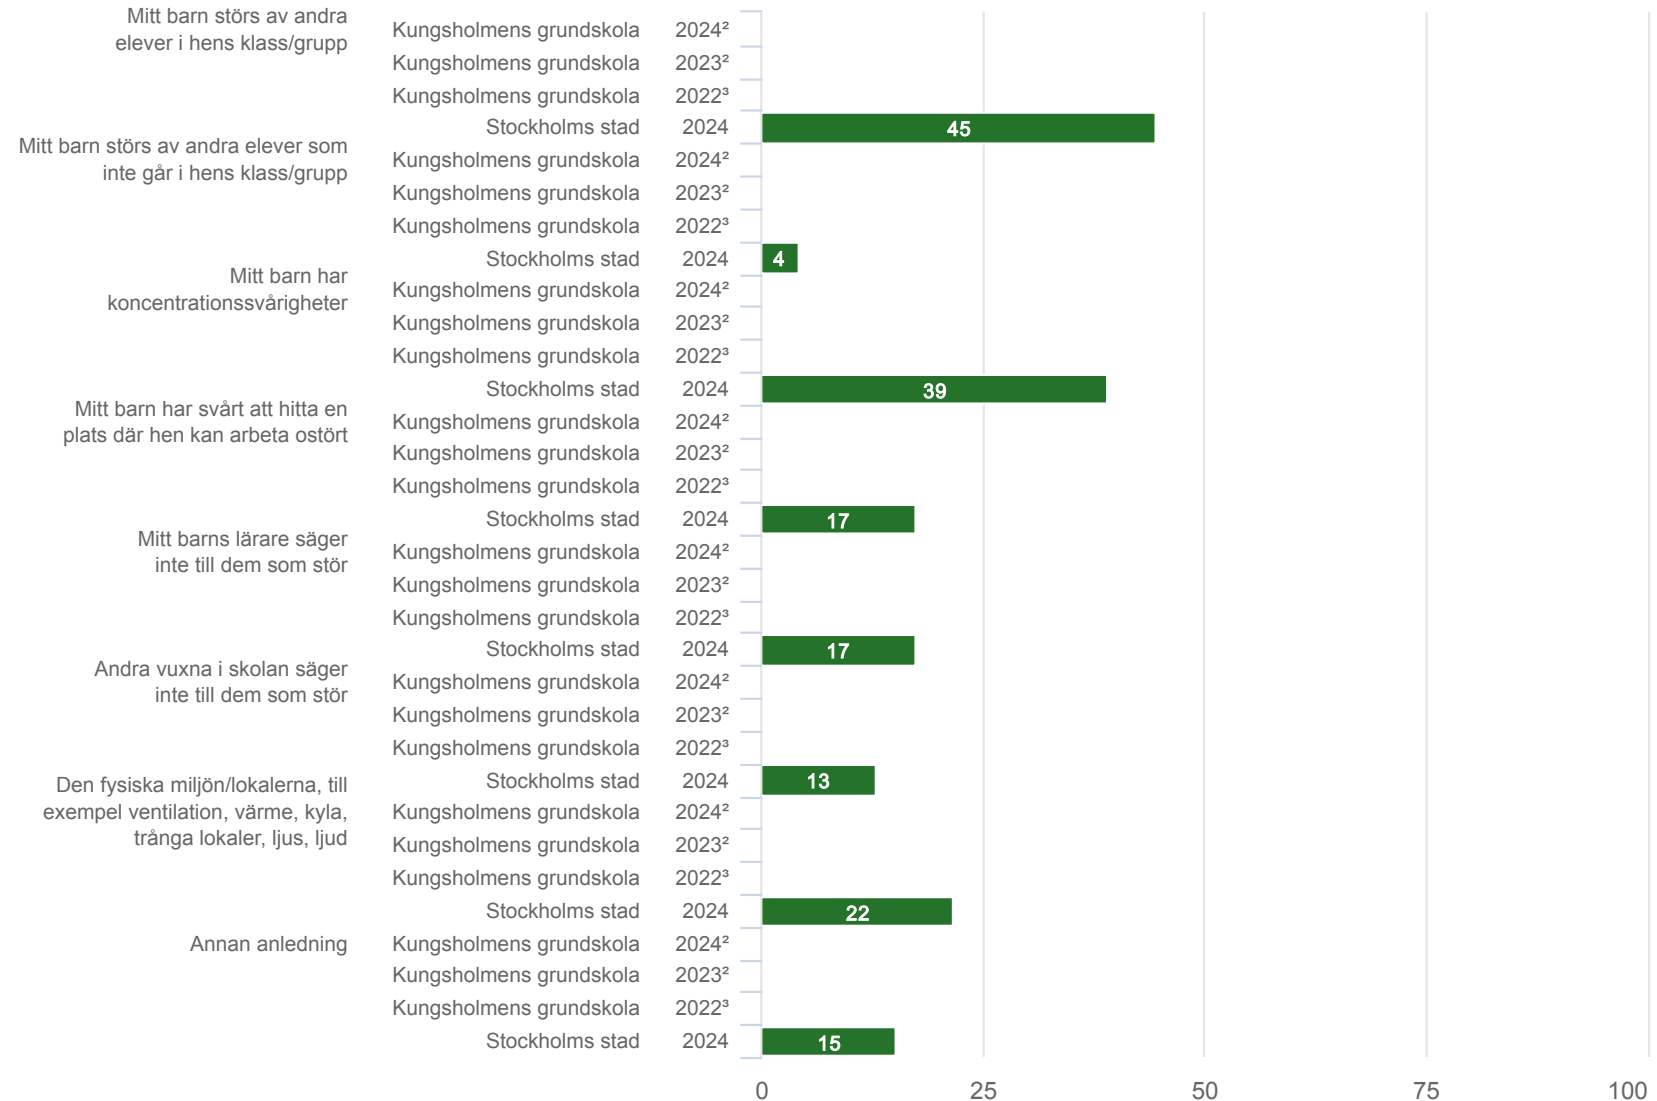 Mitt barn störs av andra
elever i hens klass/grupp
Kungsholmens grundskola 2024²
Kungsholmens grundskola 2023²
Kungsholmens grundskola 2022³
Stockholms stad 2024 45
Mitt barn störs av andra elever som
inte går i hens klass/grupp
Kungsholmens grundskola 2024²
Kungsholmens grundskola 2023²
Kungsholmens grundskola 2022³
Stockholms stad 2024 4
Mitt barn har
koncentrationssvårigheter
Kungsholmens grundskola 2024²
Kungsholmens grundskola 2023²
Kungsholmens grundskola 2022³
Stockholms stad 2024 39
Mitt barn har svårt att hitta en
plats där hen kan arbeta ostört
Kungsholmens grundskola 2024²
Kungsholmens grundskola 2023²
Kungsholmens grundskola 2022³
Stockholms stad 2024 17
Mitt barns lärare säger
inte till dem som stör
Kungsholmens grundskola 2024²
Kungsholmens grundskola 2023²
Kungsholmens grundskola 2022³
Stockholms stad 2024 17
Andra vuxna i skolan säger
inte till dem som stör
Kungsholmens grundskola 2024²
Kungsholmens grundskola 2023²
Kungsholmens grundskola 2022³
Stockholms stad 2024 13
Den fysiska miljön/lokalerna, till
exempel ventilation, värme, kyla,
trånga lokaler, ljus, ljud
Kungsholmens grundskola 2024²
Kungsholmens grundskola 2023²
Kungsholmens grundskola 2022³
Stockholms stad 2024 22
Annan anledning
Kungsholmens grundskola 2024²
Kungsholmens grundskola 2023²
Kungsholmens grundskola 2022³
Stockholms stad 2024 15
0 25 50 75 100